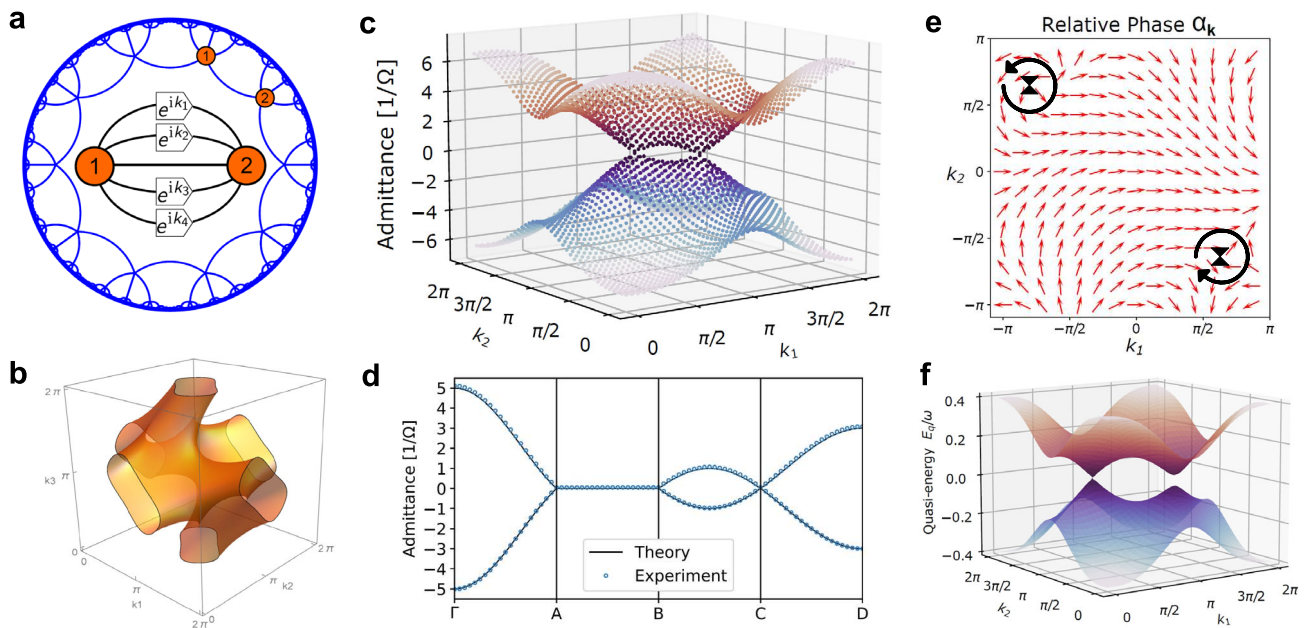 a
1
2
e^{ik_1}
e^{ik_2}
1
2
e^{ik_3}
e^{ik_4}
b
2 π
k3
π
0
0
π
k1
2 π
0
π
k2
2 π
c
Admittance [1/Ω]
6
4
2
0
−2
−4
−6
2π
3π/2
π
π/2
0
k_2
0
π/2
π
3π/2
2π
k_1
d
Admittance [1/Ω]
5
4
3
2
1
0
−1
−2
−3
−4
−5
Γ
A
B
C
D
Theory
Experiment
e
Relative Phase α_k
π
π/2
0
−π/2
−π
k_2
−π
−π/2
0
π/2
π
k_1
f
Quasi-energy E_q/ω
0.4
0.2
0.0
−0.2
−0.4
2π
3π/2
π
π/2
0
k_2
0
π/2
π
3π/2
2π
k_1